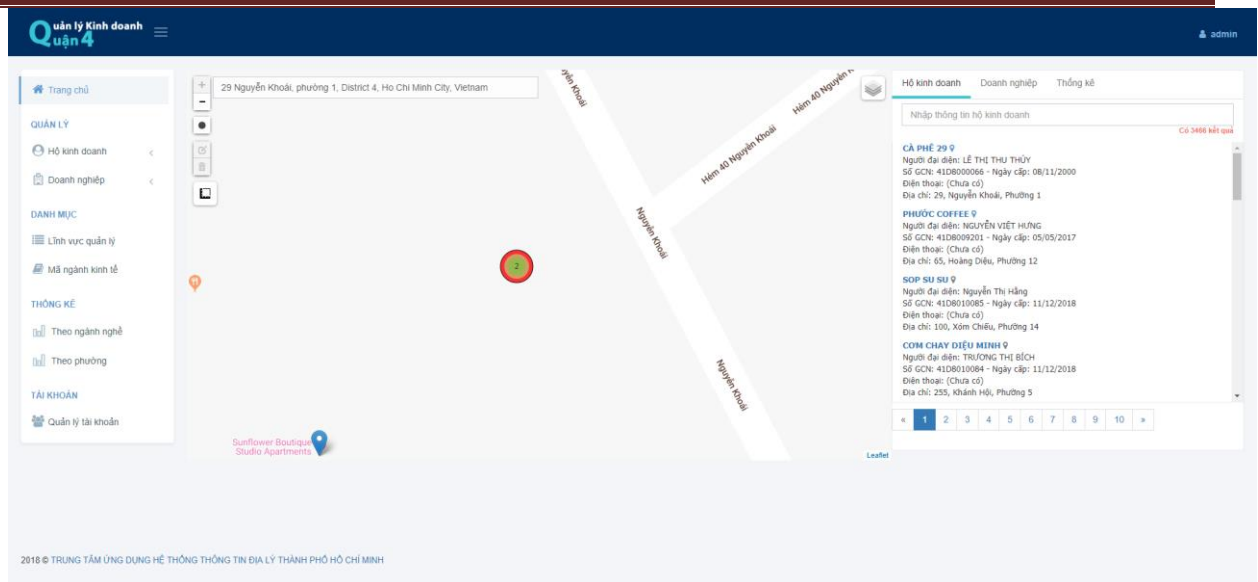 Quản lý Kinh doanh
Quận 4
admin
Trang chủ
QUẢN LÝ
Hộ kinh doanh
Doanh nghiệp
DANH MỤC
Lĩnh vực quản lý
Mã ngành kinh tế
THỐNG KÊ
Theo ngành nghề
Theo phường
TÀI KHOẢN
Quản lý tài khoản
+
29 Nguyễn Khoái, phường 1, District 4, Ho Chi Minh City, Vietnam
-
Nguyễn Khoái
Hẻm 40 Nguyễn Khoái
Nguyễn Khoái
2
Nguyễn Khoái
Sunflower Boutique
Studio Apartments
Leaflet
Hộ kinh doanh Doanh nghiệp Thống kê
Nhập thông tin hộ kinh doanh
Có 3466 kết quả
CÀ PHÊ 29
Người đại diện: LÊ THỊ THU THỦY
Số GCN: 41D8000066 - Ngày cấp: 08/11/2000
Điện thoại: (Chưa có)
Địa chỉ: 29, Nguyễn Khoái, Phường 1
PHƯỚC COFFEE
Người đại diện: NGUYỄN VIỆT HƯNG
Số GCN: 41D8009201 - Ngày cấp: 05/05/2017
Điện thoại: (Chưa có)
Địa chỉ: 65, Hoàng Diệu, Phường 12
SOP SU SU
Người đại diện: Nguyễn Thị Hằng
Số GCN: 41D8010085 - Ngày cấp: 11/12/2018
Điện thoại: (Chưa có)
Địa chỉ: 100, Xóm Chiếu, Phường 14
CƠM CHAY DIỆU MINH
Người đại diện: TRƯƠNG THỊ BÍCH
Số GCN: 41D8010084 - Ngày cấp: 11/12/2018
Điện thoại: (Chưa có)
Địa chỉ: 255, Khánh Hội, Phường 5
« 1 2 3 4 5 6 7 8 9 10 »
2018 © TRUNG TÂM ỨNG DỤNG HỆ THỐNG THÔNG TIN ĐỊA LÝ THÀNH PHỐ HỒ CHÍ MINH